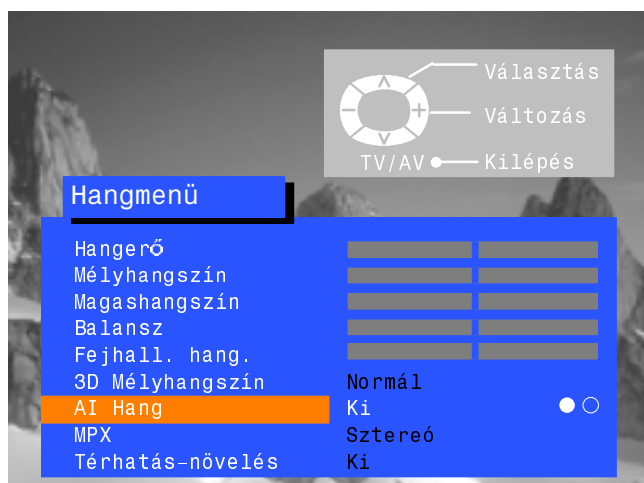 Választás
Változás
TV/AV Kilépés
Hangmenü
Hangerő
Mélyhangszín
Magashangszín
Balansz
Fejhall. hang.
3D Mélyhangszín Normál
AI Hang Ki
MPX Sztereó
Térhatás–növelés Ki